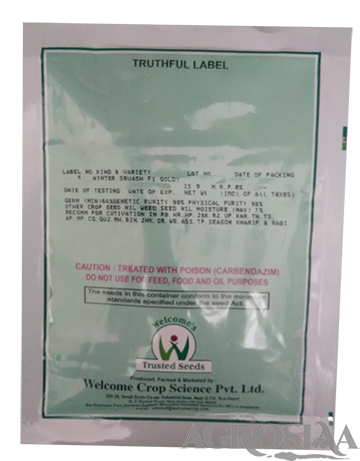 TRUTHFUL LABEL
LABEL NO. KIND & VARIETY LOT NO. DATE OF PACKING
WINTER SQUASH F1 GOLDY
DATE OF TESTING DATE OF EXP. NET WT. M.R.P. RS (INCL OF ALL TAXES)
GERM (MIN) 60% GENETIC PURITY 98% PHYSICAL PURITY 98%
OTHER CROP SEED NIL WEED SEED NIL MOISTURE (MAX) 7%
RECOMM FOR CUTIVATION IN PB HR HP JNK RJ UP KAR TN TS
AP MP CG GUJ MH BIH JHK OR WB ASS TP SEASON KHARIF & RABI
CAUTION : TREATED WITH POISON (CARBENDAZIM)
DO NOT USE FOR FEED, FOOD AND OIL PURPOSES
The seeds in this container conform to the minimum
standards specified under the seed Act.
Welcome's
Trusted Seeds
Produced, Packed & Marketed by
Welcome Crop Science Pvt. Ltd.
AGROSIAA